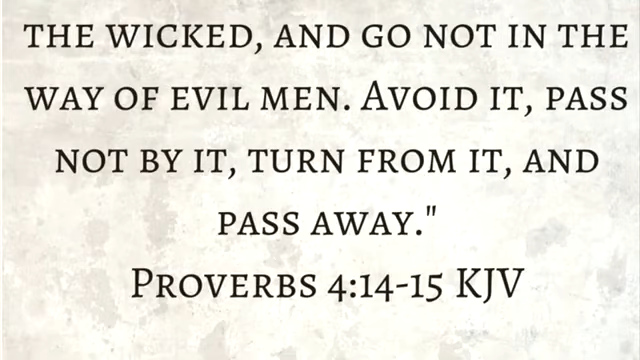 THE WICKED, AND GO NOT IN THE
WAY OF EVIL MEN. AVOID IT, PASS
NOT BY IT, TURN FROM IT, AND
PASS AWAY."
PROVERBS 4:14-15 KJV